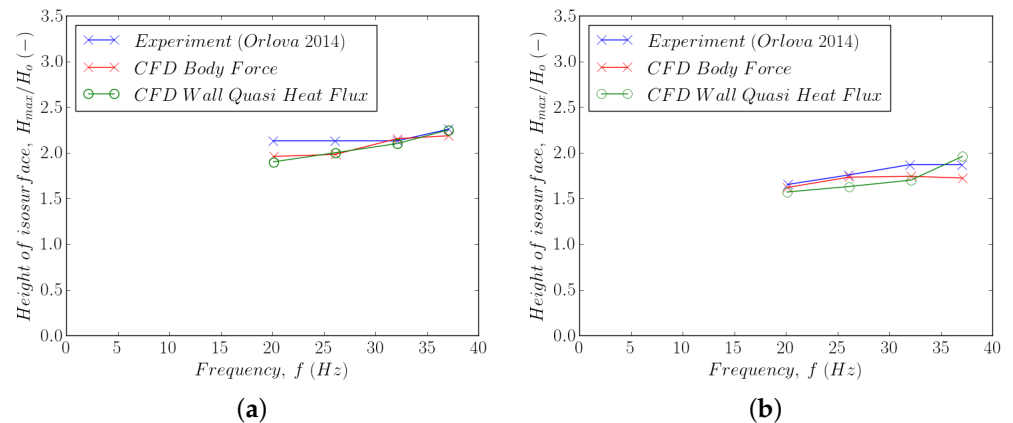 3.5
3.0
2.5
2.0
1.5
1.0
0.5
0.0
Height of isosurface, H_max/H_o (−)
Experiment (Orlova 2014)
CFD Body Force
CFD Wall Quasi Heat Flux
0 5 10 15 20 25 30 35 40
Frequency, f (Hz)
(a)
3.5
3.0
2.5
2.0
1.5
1.0
0.5
0.0
Height of isosurface, H_max/H_o (−)
Experiment (Orlova 2014)
CFD Body Force
CFD Wall Quasi Heat Flux
0 5 10 15 20 25 30 35 40
Frequency, f (Hz)
(b)